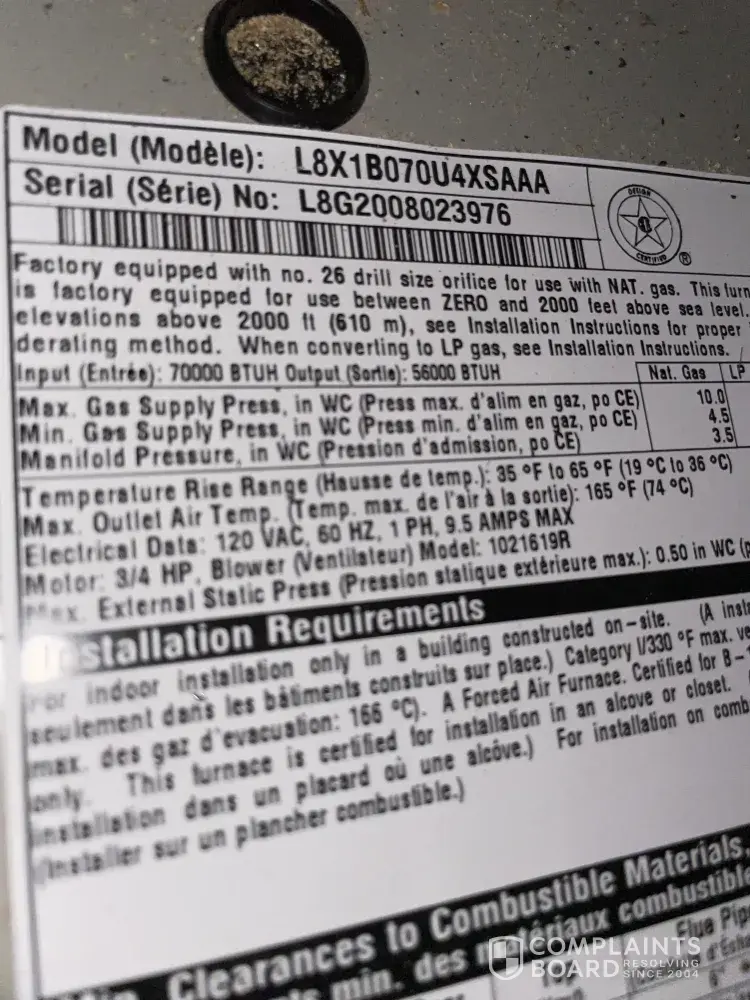 Model (Modèle): L8X1B070U4XSAAA
Serial (Série) No: L8G2008023976
DESIGN
CERTIFIED
®
Factory equipped with no. 26 drill size orifice for use with NAT. gas. This furn
is factory equipped for use between ZERO and 2000 feet above sea level.
elevations above 2000 ft (610 m), see Installation Instructions for proper
derating method. When converting to LP gas, see Installation Instructions.
Input (Entrée): 70000 BTUH Output (Sortie): 56000 BTUH
Nat. Gas LP
Max. Gas Supply Press, in WC (Press max. d'alim en gaz, po CE) 10.0
Min. Gas Supply Press, in WC (Press min. d'alim en gaz, po CE) 4.5
Manifold Pressure, in WC (Pression d'admission, po CE) 3.5
Temperature Rise Range (Hausse de temp.): 35 °F to 65 °F (19 °C to 36 °C)
Max. Outlet Air Temp. (Temp. max. de l'air à la sortie): 165 °F (74 °C)
Electrical Data: 120 VAC, 60 HZ, 1 PH, 9.5 AMPS MAX
Motor: 3/4 HP, Blower (Ventilateur) Model: 1021619R
Max. External Static Press (Pression statique extérieure max.): 0.50 in WC (p
Installation Requirements
For indoor installation only in a building constructed on-site. (A instr
seulement dans les bâtiments construits sur place.) Category I/330 °F max. ve
max. des gaz d'evacuation: 166 °C). A Forced Air Furnace. Certified for B-1
only. This furnace is certified for installation in an alcove or closet.
installation dans un placard où une alcôve.) For installation on comb
(Installer sur un plancher combustible.)
Min. Clearances to Combustible Materials,
min. des matériaux combustible
Flue Pip
COMPLAINTS
BOARD RESOLVING
SINCE 2004